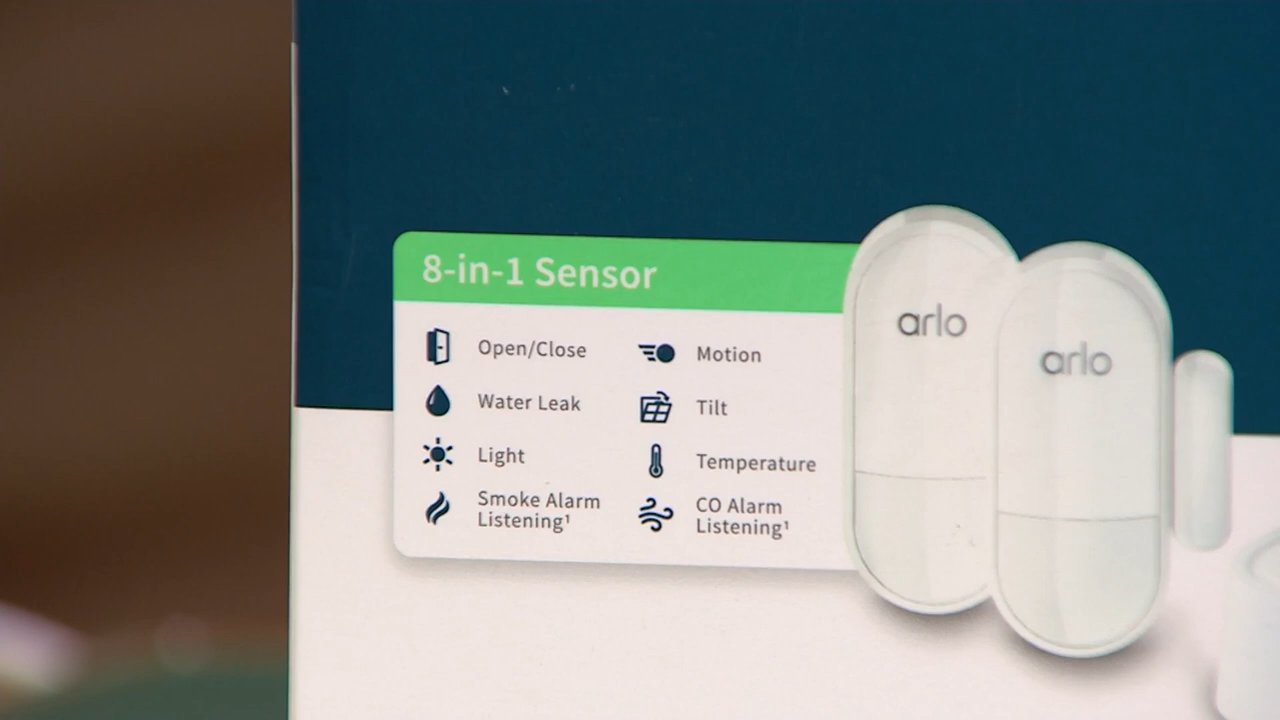 8-in-1 Sensor
Open/Close
Motion
Water Leak
Tilt
Light
Temperature
Smoke Alarm
Listening¹
CO Alarm
Listening¹
arlo
arlo